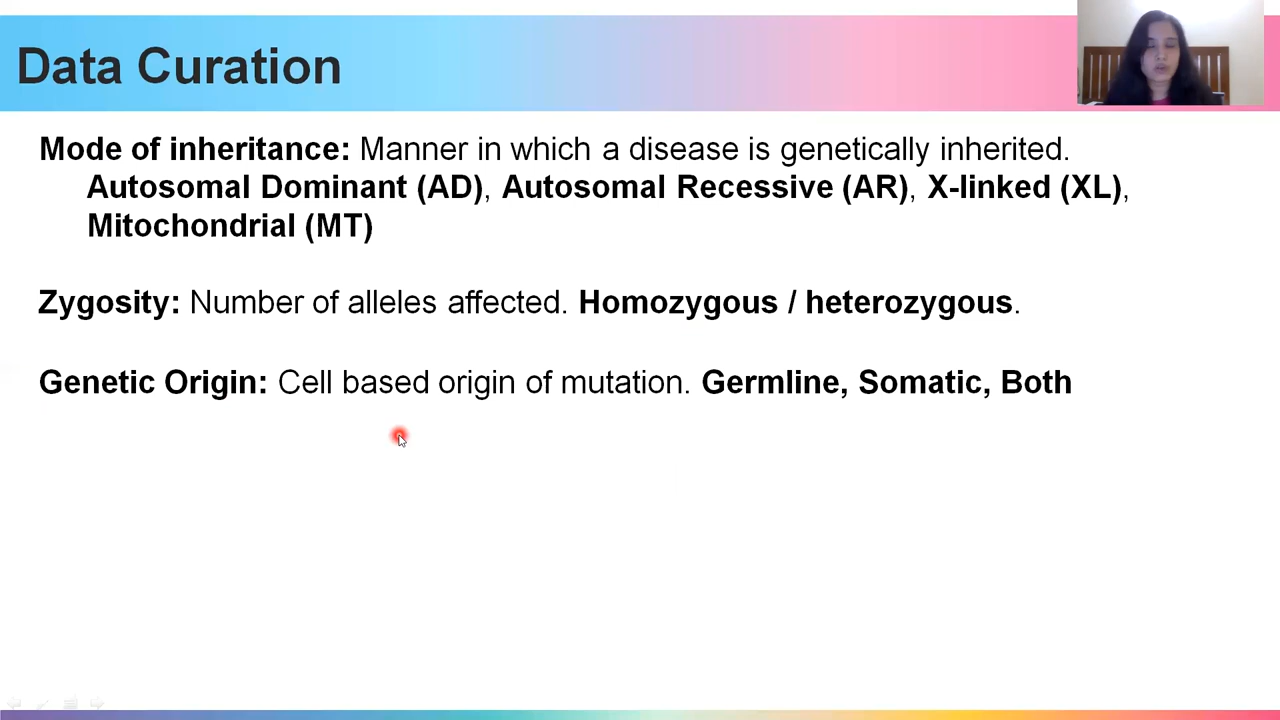 Data Curation
Mode of inheritance: Manner in which a disease is genetically inherited.
Autosomal Dominant (AD), Autosomal Recessive (AR), X-linked (XL),
Mitochondrial (MT)
Zygosity: Number of alleles affected. Homozygous / heterozygous.
Genetic Origin: Cell based origin of mutation. Germline, Somatic, Both